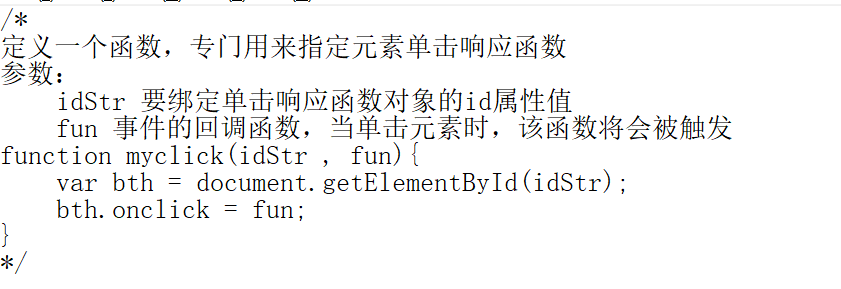 /*
定义一个函数，专门用来指定元素单击响应函数
参数：
    idStr 要绑定单击响应函数对象的id属性值
    fun 事件的回调函数，当单击元素时，该函数将会被触发
function myclick(idStr , fun){
    var bth = document.getElementById(idStr);
    bth.onclick = fun;
}
*/